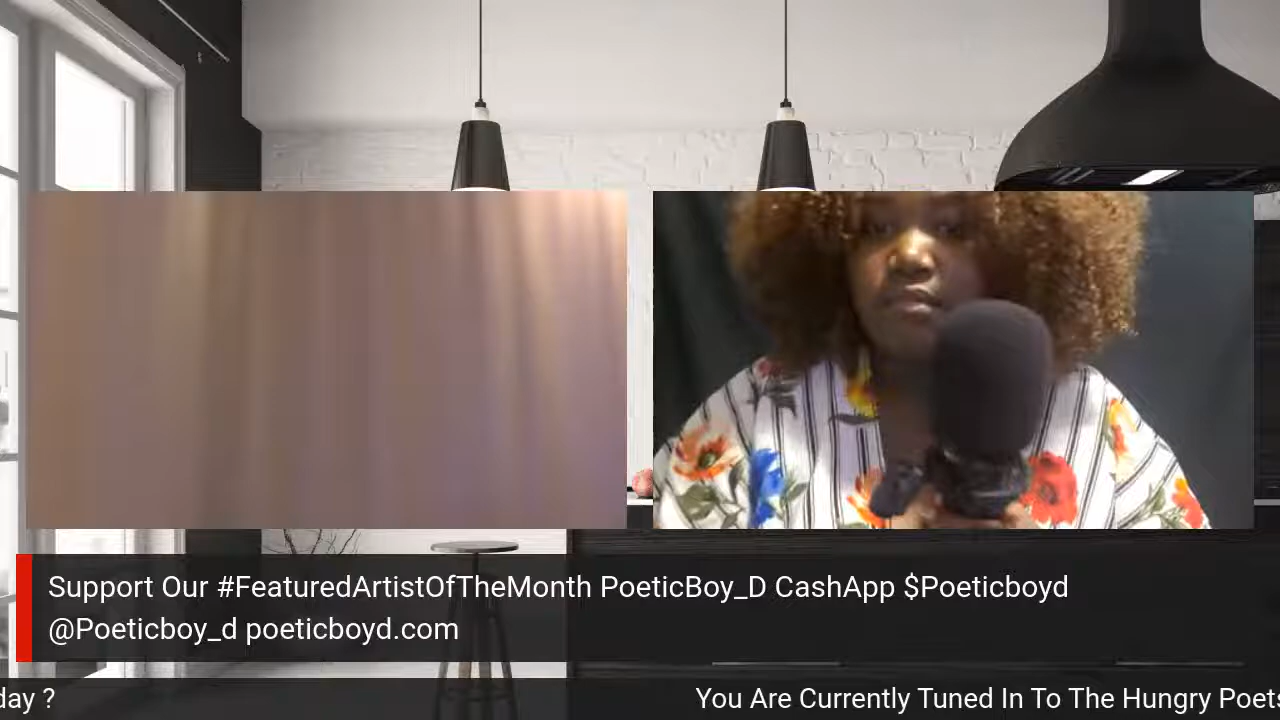 Support Our #FeaturedArtistOfTheMonth PoeticBoy_D CashApp $Poeticboyd
@Poeticboy_d poeticboyd.com
day ? You Are Currently Tuned In To The Hungry Poets